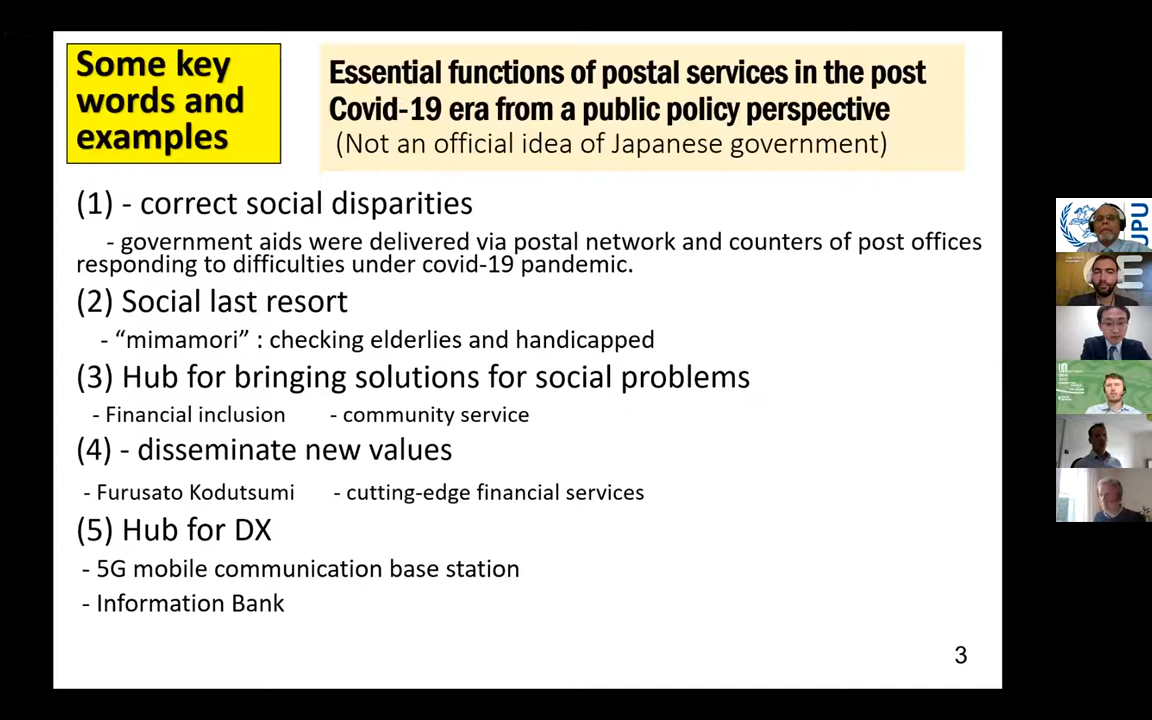 Some key
words and
examples
Essential functions of postal services in the post
Covid-19 era from a public policy perspective
(Not an official idea of Japanese government)
(1) - correct social disparities
- government aids were delivered via postal network and counters of post offices
responding to difficulties under covid-19 pandemic.
(2) Social last resort
- “mimamori” : checking elderlies and handicapped
(3) Hub for bringing solutions for social problems
- Financial inclusion - community service
(4) - disseminate new values
- Furusato Kodutsumi - cutting-edge financial services
(5) Hub for DX
- 5G mobile communication base station
- Information Bank
3
UPU